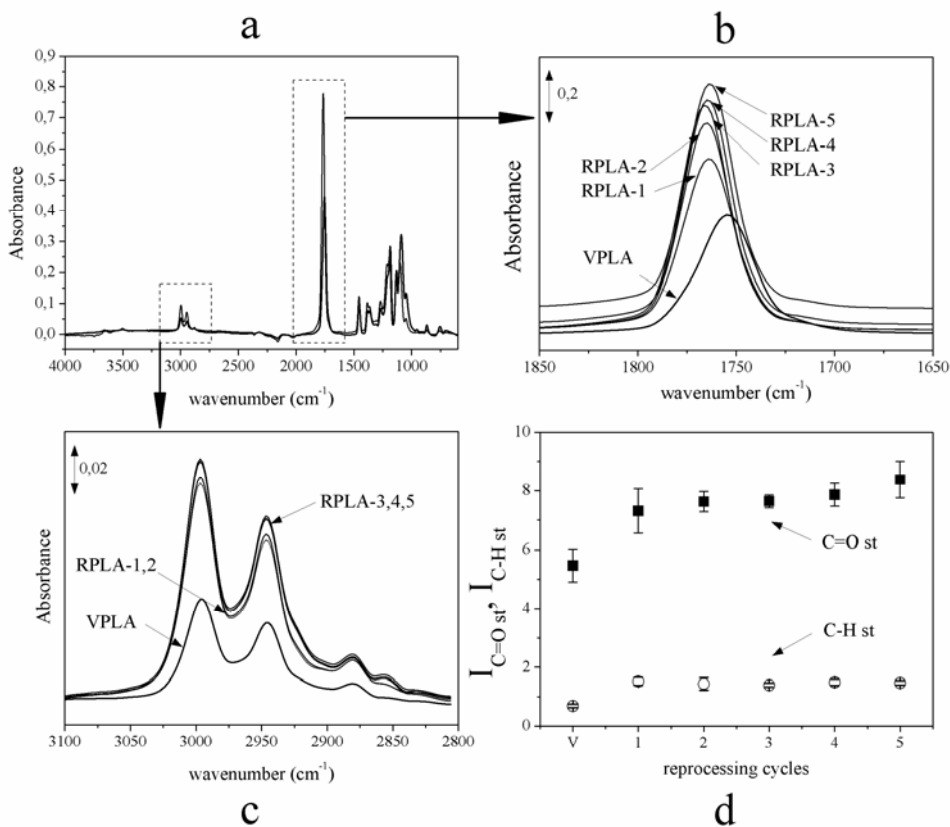 a
0,9
0,8
0,7
0,6
0,5
0,4
0,3
0,2
0,1
0,0
Absorbance
4000 3500 3000 2500 2000 1500 1000
wavenumber (cm-1)
b
0,2
RPLA-5
RPLA-4
RPLA-3
RPLA-2
RPLA-1
VPLA
Absorbance
1850 1800 1750 1700 1650
wavenumber (cm-1)
0,02
RPLA-3,4,5
RPLA-1,2
VPLA
Absorbance
3100 3050 3000 2950 2900 2850 2800
wavenumber (cm-1)
c
10
8
6
4
2
0
I C=O st, I C-H st
C=O st
C-H st
V 1 2 3 4 5
reprocessing cycles
d